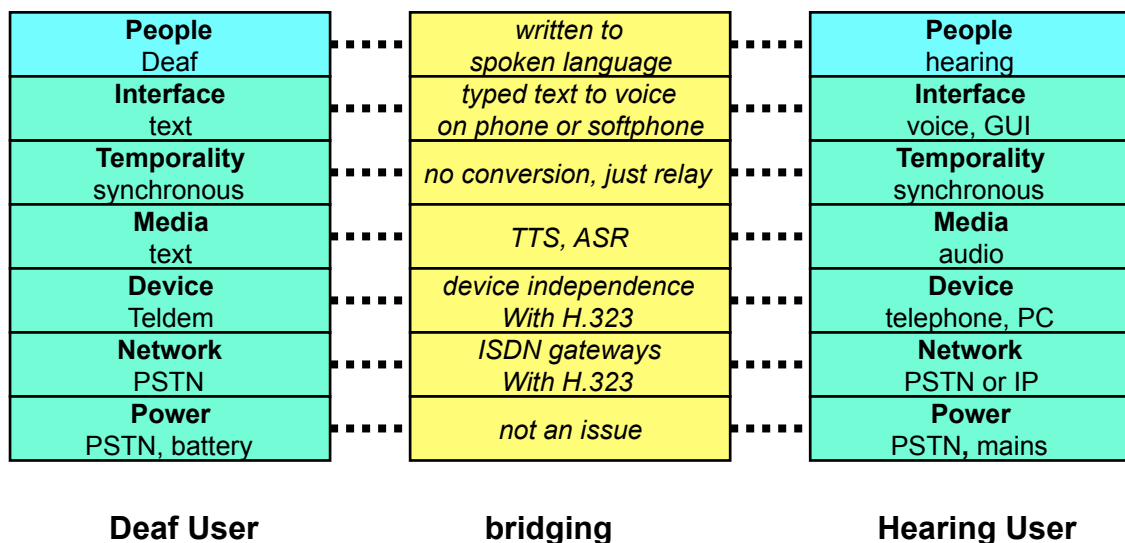 People
Deaf
written to
spoken language
People
hearing
Interface
text
typed text to voice
on phone or softphone
Interface
voice, GUI
Temporality
synchronous
no conversion, just relay
Temporality
synchronous
Media
text
TTS, ASR
Media
audio
Device
Teldem
device independence
With H.323
Device
telephone, PC
Network
PSTN
ISDN gateways
With H.323
Network
PSTN or IP
Power
PSTN, battery
not an issue
Power
PSTN, mains
Deaf User
bridging
Hearing User